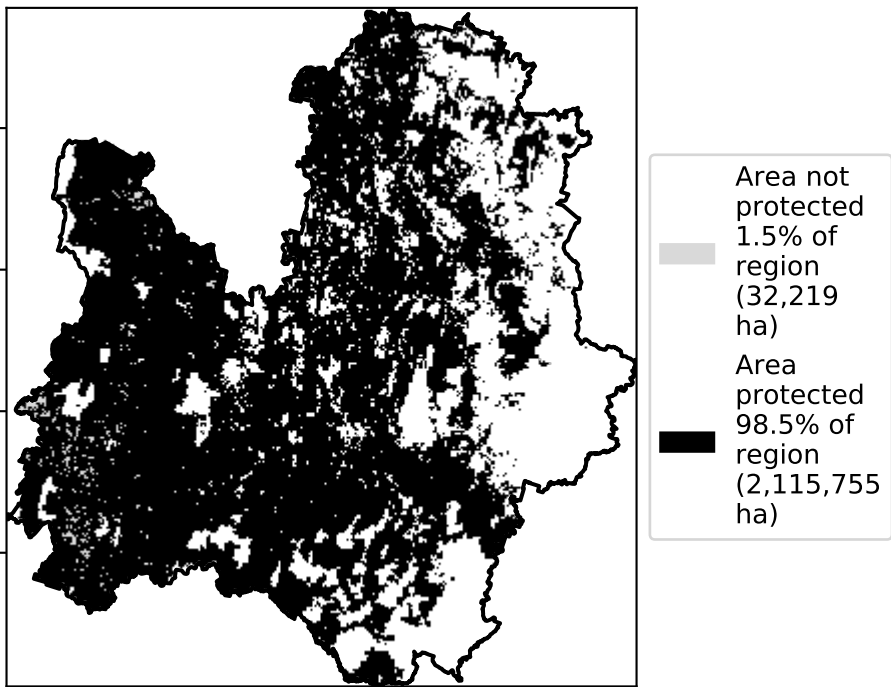 Area not
protected
1.5% of
region
(32,219
ha)
Area
protected
98.5% of
region
(2,115,755
ha)